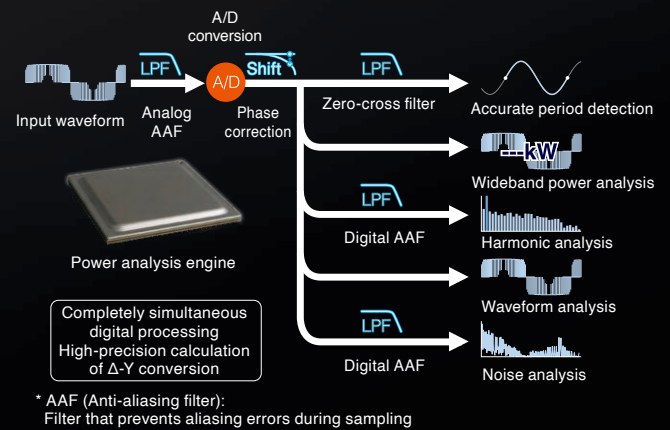 A/D
conversion
LPF
A/D
Shift
LPF
Input waveform
Analog
AAF
Phase
correction
Zero-cross filter
Accurate period detection
---kW
Wideband power analysis
LPF
Digital AAF
Harmonic analysis
Power analysis engine
Waveform analysis
Completely simultaneous
digital processing
High-precision calculation
of Δ-Y conversion
LPF
Digital AAF
Noise analysis
* AAF (Anti-aliasing filter):
Filter that prevents aliasing errors during sampling